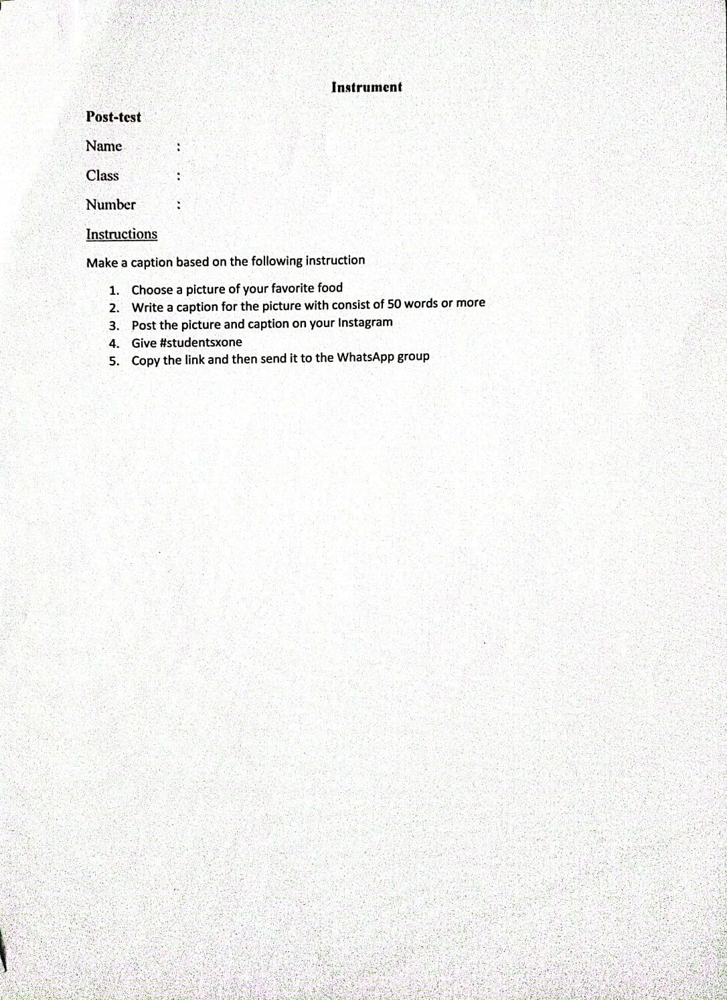 Instrument
Post-test
Name :
Class :
Number :
Instructions
Make a caption based on the following instruction
1. Choose a picture of your favorite food
2. Write a caption for the picture with consist of 50 words or more
3. Post the picture and caption on your Instagram
4. Give #studentsxone
5. Copy the link and then send it to the WhatsApp group